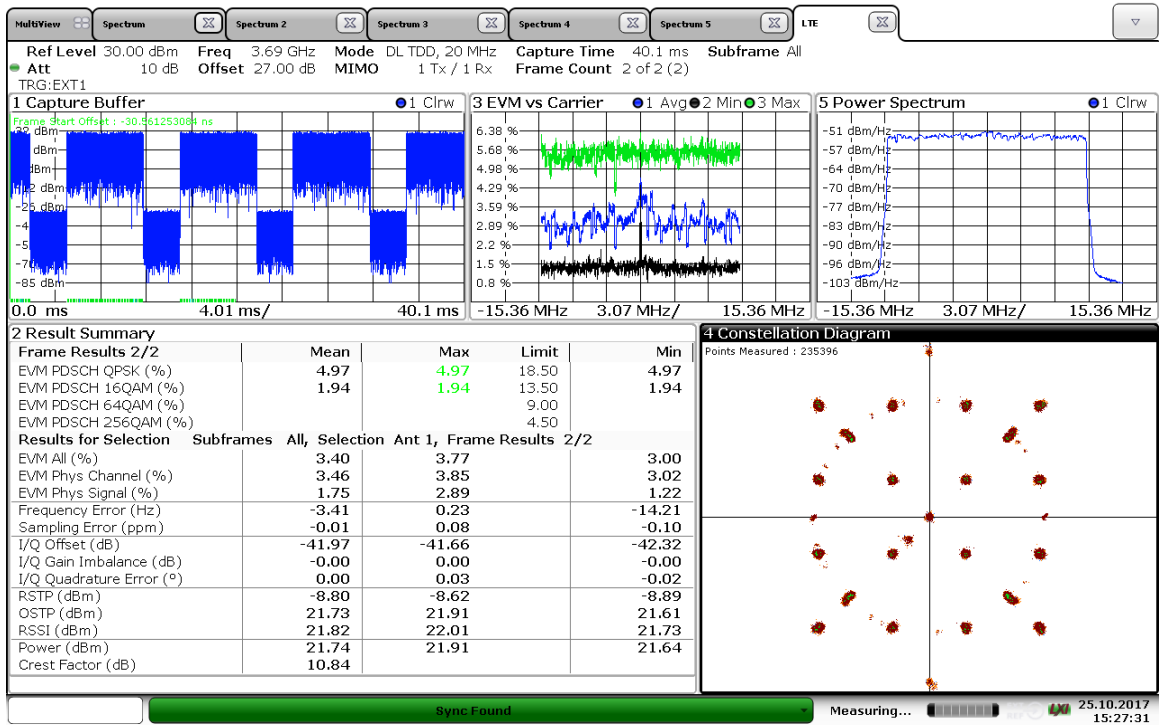 MultiView Spectrum Spectrum 2 Spectrum 3 Spectrum 4 Spectrum 5 LTE
Ref Level 30.00 dBm Freq 3.69 GHz Mode DL TDD, 20 MHz Capture Time 40.1 ms Subframe All
Att 10 dB Offset 27.00 dB MIMO 1 Tx / 1 Rx Frame Count 2 of 2 (2)
TRG:EXT1
1 Capture Buffer 1 Clrw
Frame Start Offset : -30.561253084 ns
dBm
dBm
dBm
dBm
-25 dBm
-85 dBm
0.0 ms 4.01 ms/ 40.1 ms
3 EVM vs Carrier 1 Avg 2 Min 3 Max
6.38 %
5.68 %
4.98 %
4.29 %
3.59 %
2.89 %
2.2 %
1.5 %
0.8 %
-15.36 MHz 3.07 MHz/ 15.36 MHz
5 Power Spectrum 1 Clrw
-51 dBm/Hz
-57 dBm/Hz
-64 dBm/Hz
-70 dBm/Hz
-77 dBm/Hz
-83 dBm/Hz
-90 dBm/Hz
-96 dBm/Hz
-103 dBm/Hz
-15.36 MHz 3.07 MHz/ 15.36 MHz
2 Result Summary
Frame Results 2/2 Mean Max Limit Min
EVM PDSCH QPSK (%) 4.97 4.97 18.50 4.97
EVM PDSCH 16QAM (%) 1.94 1.94 13.50 1.94
EVM PDSCH 64QAM (%) 9.00
EVM PDSCH 256QAM (%) 4.50
Results for Selection Subframes All, Selection Ant 1, Frame Results 2/2
EVM All (%) 3.40 3.77 3.00
EVM Phys Channel (%) 3.46 3.85 3.02
EVM Phys Signal (%) 1.75 2.89 1.22
Frequency Error (Hz) -3.41 0.23 -14.21
Sampling Error (ppm) -0.01 0.08 -0.10
I/Q Offset (dB) -41.97 -41.66 -42.32
I/Q Gain Imbalance (dB) -0.00 0.00 -0.00
I/Q Quadrature Error (°) 0.00 0.03 -0.02
RSTP (dBm) -8.80 -8.62 -8.89
OSTP (dBm) 21.73 21.91 21.61
RSSI (dBm) 21.82 22.01 21.73
Power (dBm) 21.74 21.91 21.64
Crest Factor (dB) 10.84
4 Constellation Diagram
Points Measured : 235396
Sync Found
Measuring...
LXI
25.10.2017
15:27:31